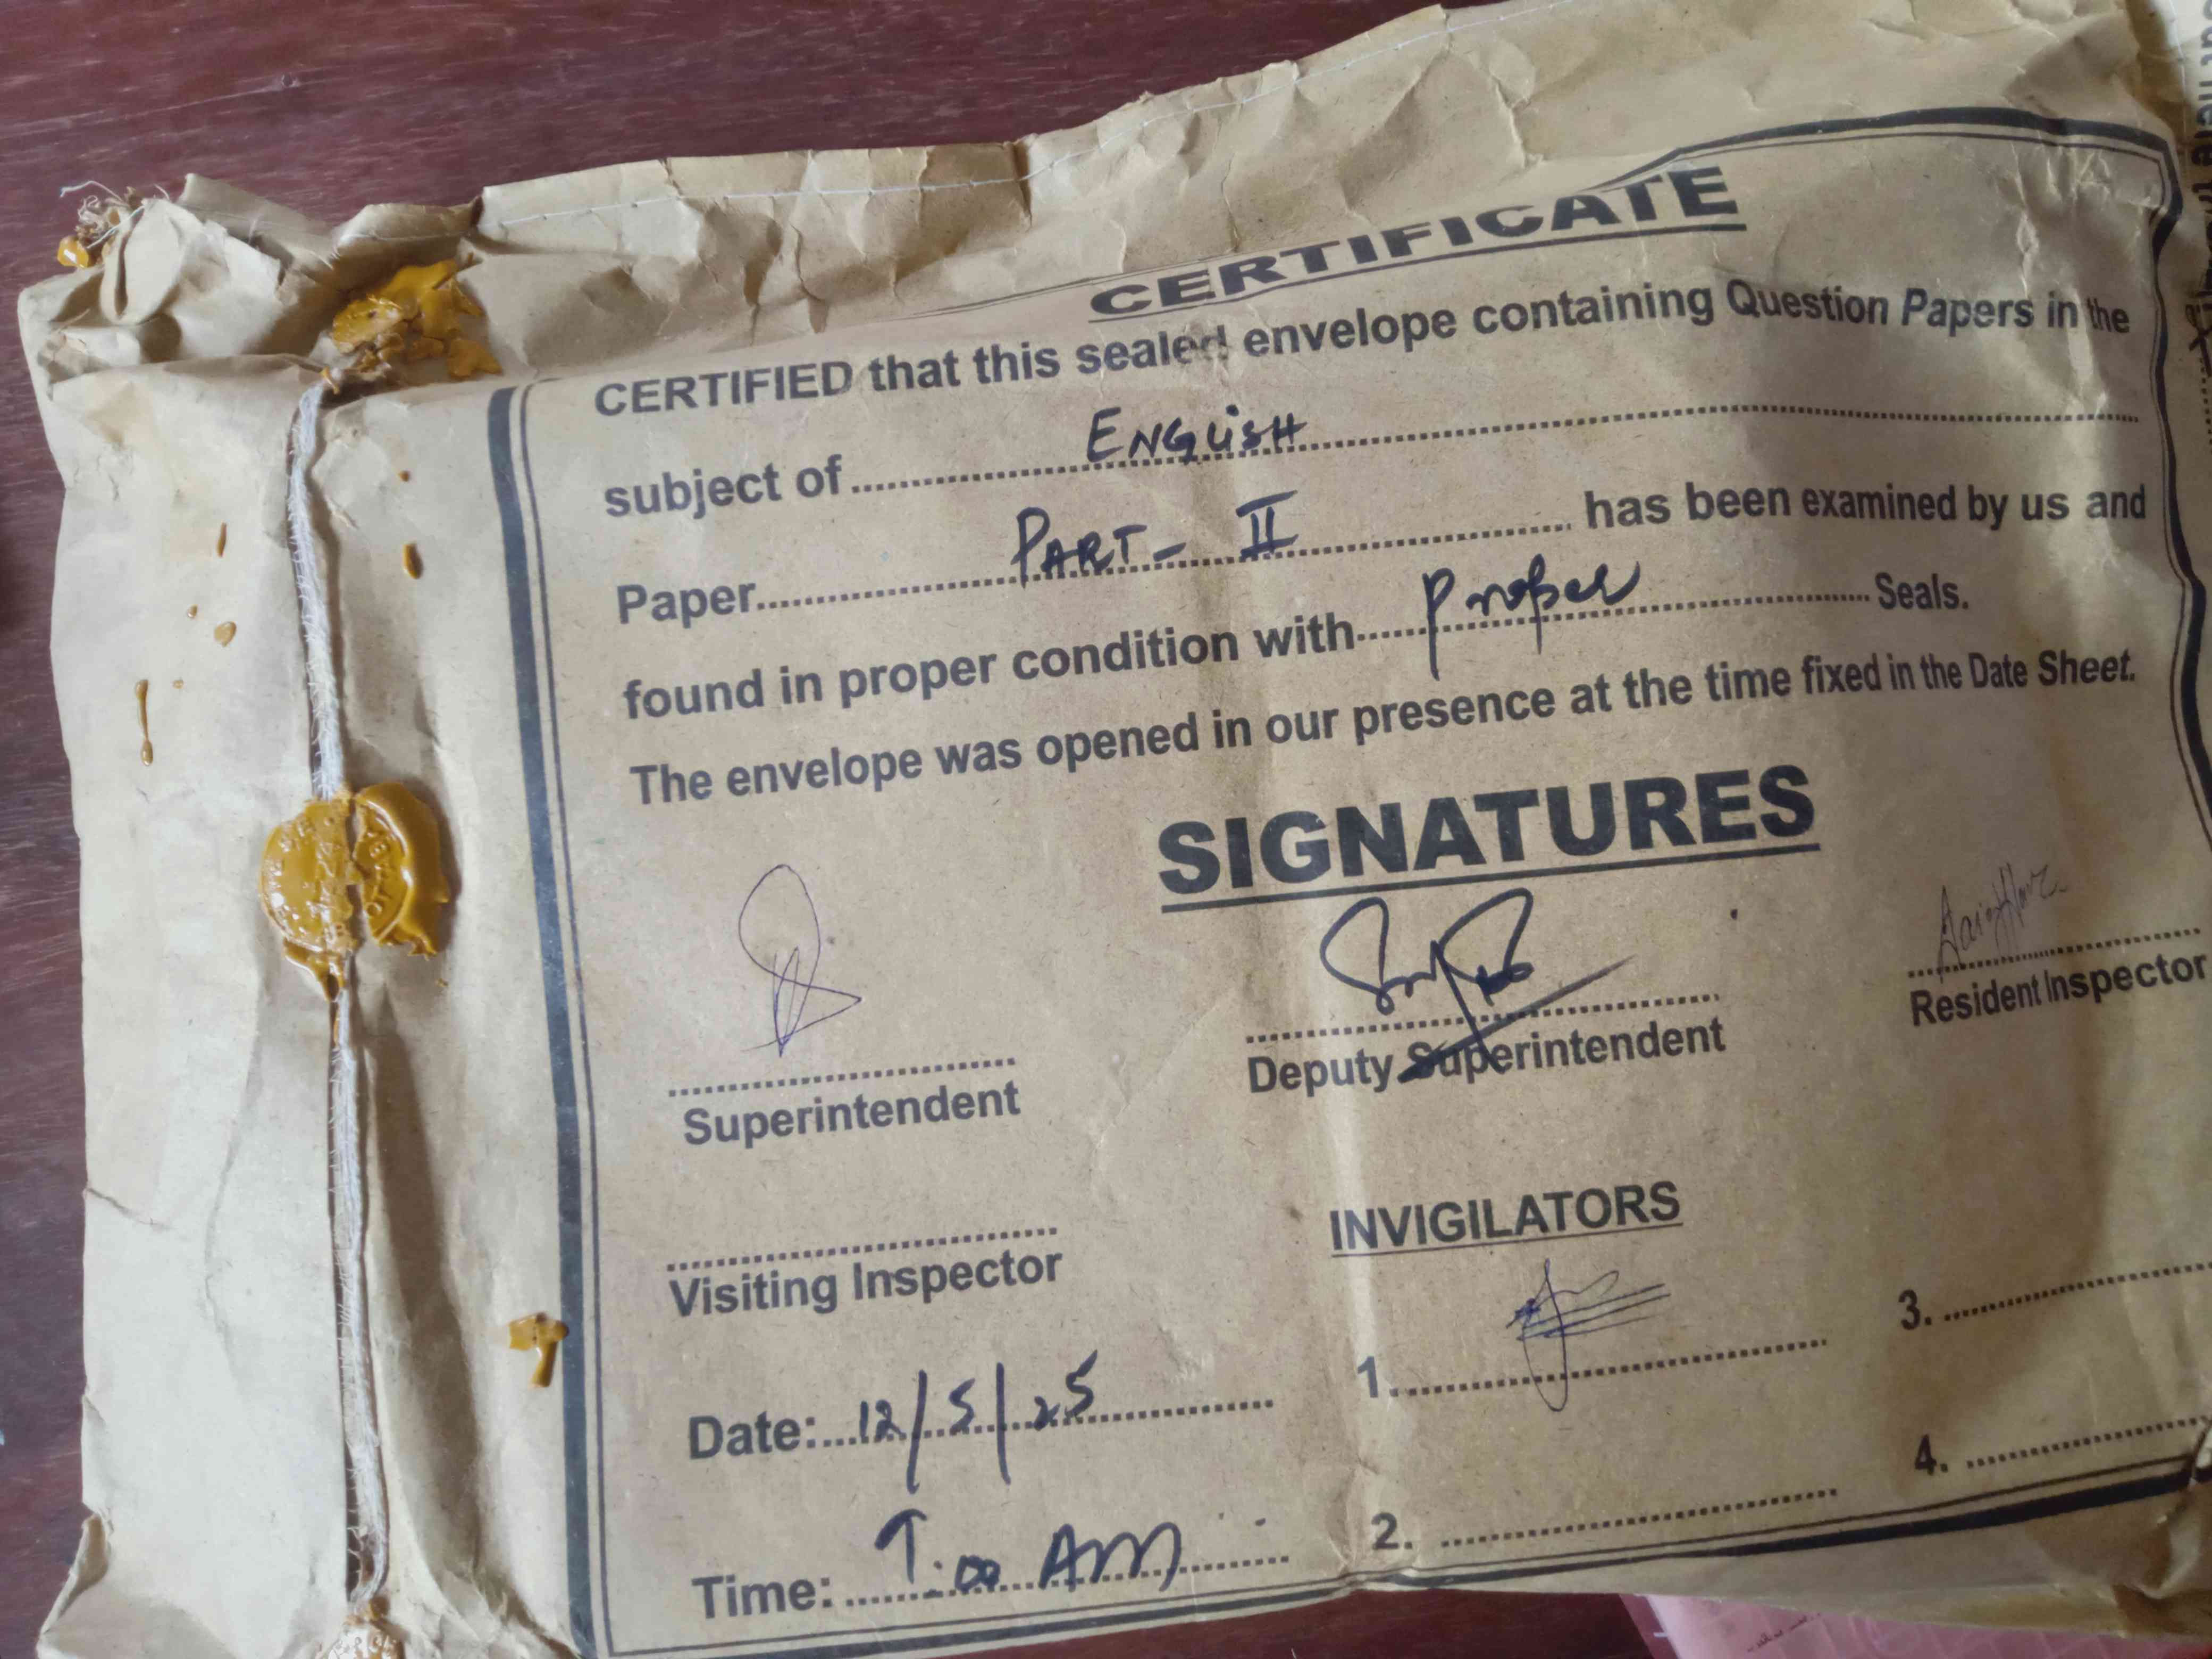 CERTIFICATE
CERTIFIED that this sealed envelope containing Question Papers in the
subject of ENGLISH
Paper PART - II has been examined by us and
found in proper condition with Proper Seals.
The envelope was opened in our presence at the time fixed in the Date Sheet.
SIGNATURES
Superintendent
Deputy Superintendent
Resident Inspector
Visiting Inspector
INVIGILATORS
1.
3.
Date: 12/5/25
2.
4.
Time: :00 AM